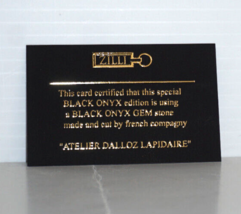 ZILLI
This card certified that this special
BLACK ONYX edition is using
a BLACK ONYX GEM stone
made and cut by french compagny
"ATELIER DALLOZ LAPIDAIRE"